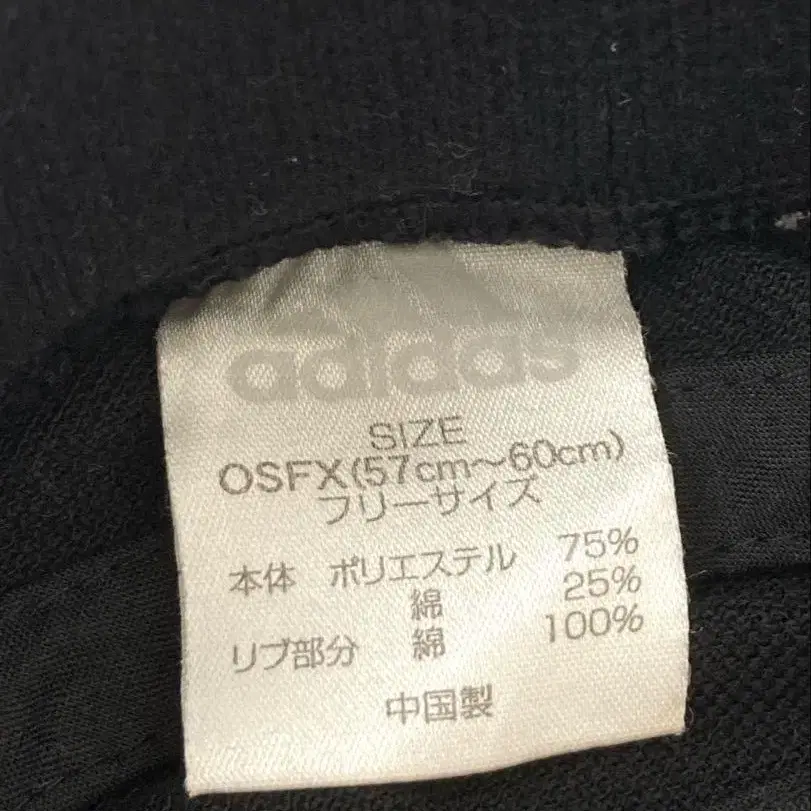 adidas
SIZE
OSFX(57cm～60cm)
フリーサイズ
本体 ポリエステル 75%
綿 25%
リブ部分 綿 100%
中国製